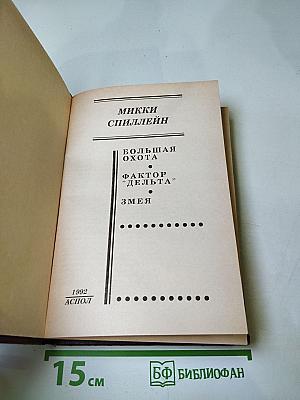 МИККИ
СПИЛЛЕЙН
БОЛЬШАЯ
ОХОТА
ФАКТОР
"ДЕЛЬТА"
ЗМЕЯ
1992
АСПОЛ
15 см
БФ БИБЛИОФАН